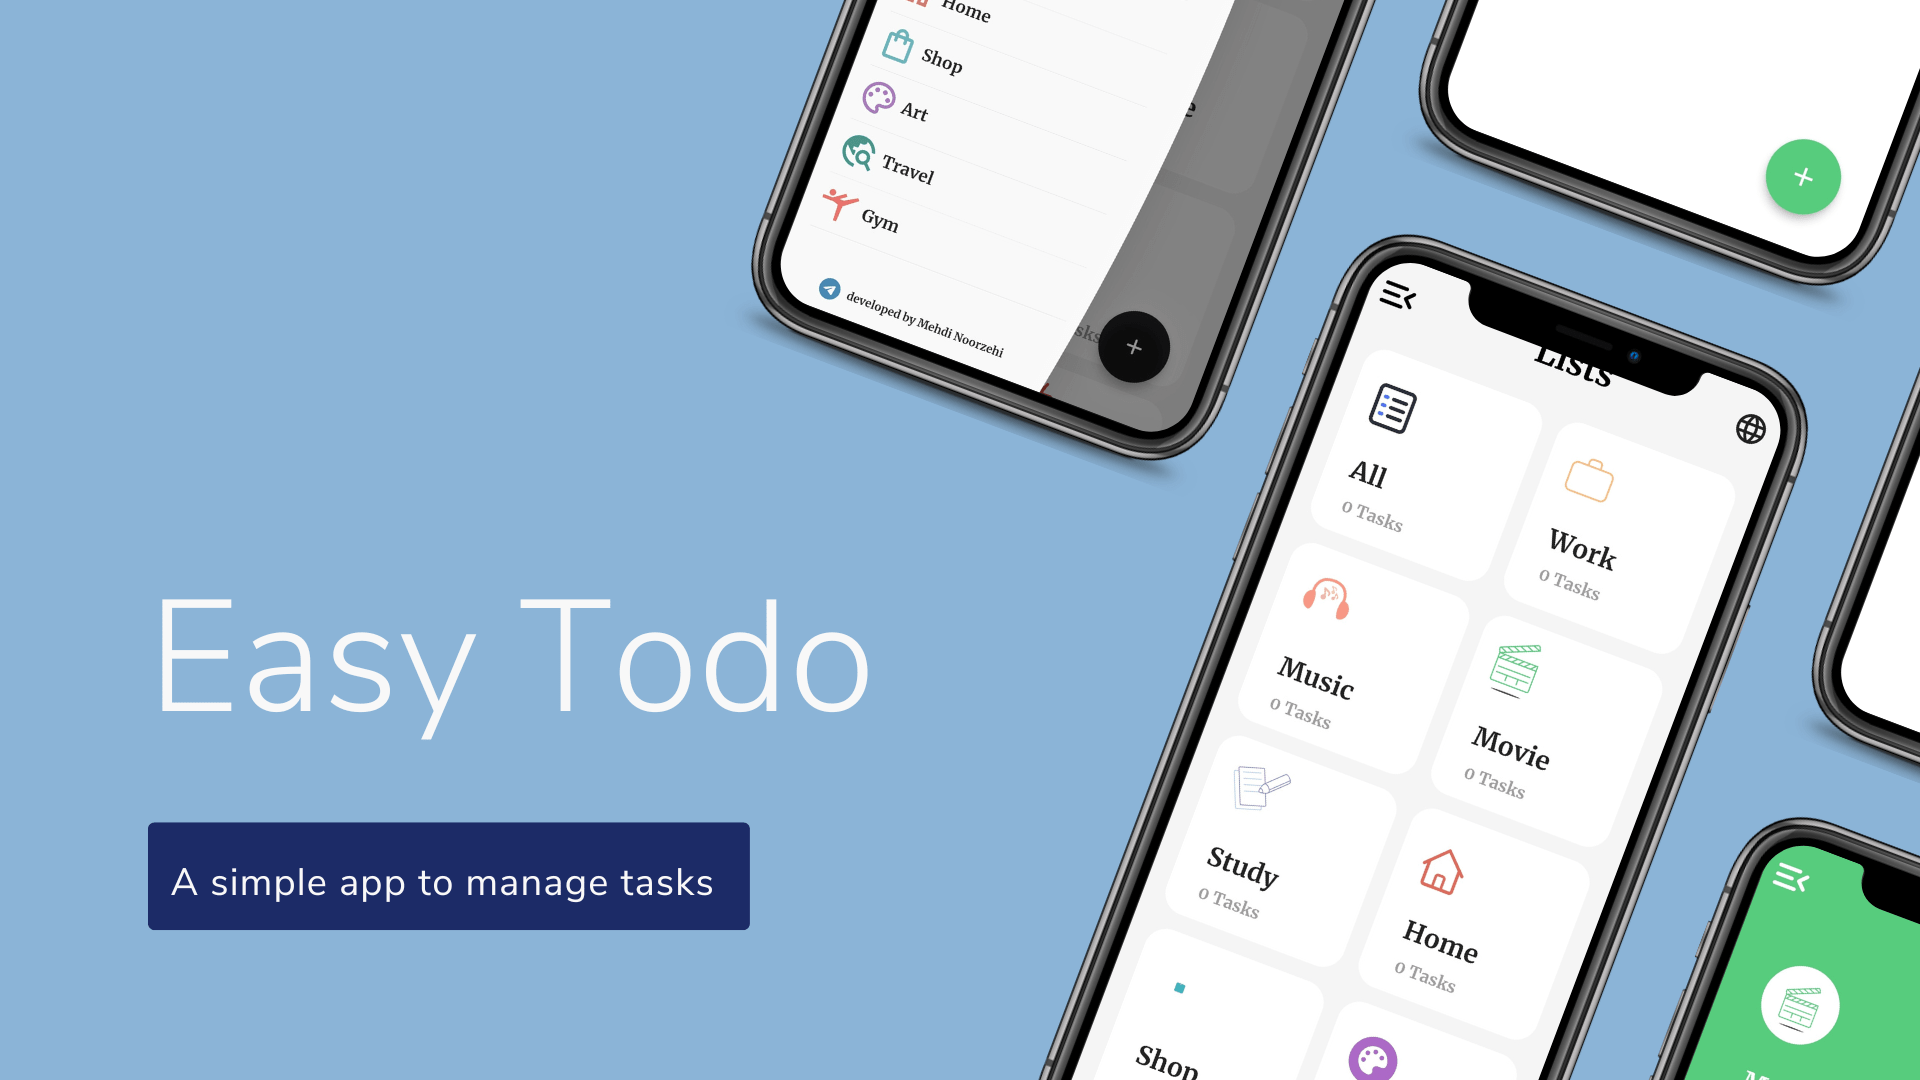 Home
Shop
Art
Travel
Gym
developed by Mehdi Noorzehi
Lists
All
0 Tasks
Work
0 Tasks
Music
0 Tasks
Movie
0 Tasks
Study
0 Tasks
Home
0 Tasks
Shop
Easy Todo
A simple app to manage tasks